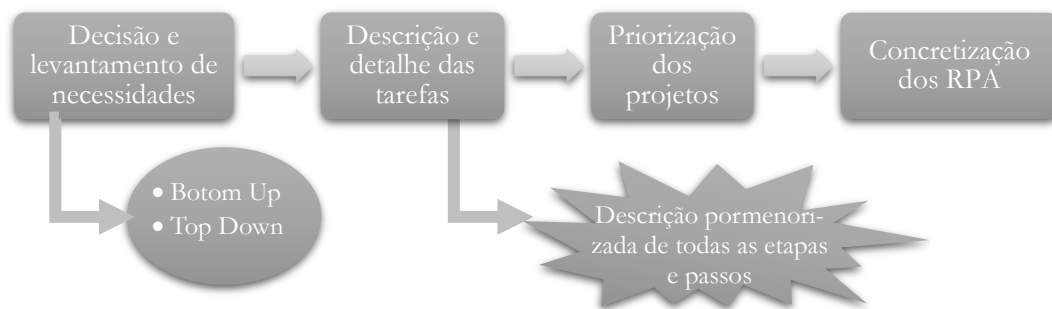 Decisão e
levantamento de
necessidades
Descrição e
detalhe das
tarefas
Priorização
dos
projetos
Concretização
dos RPA
• Botom Up
• Top Down
Descrição pormenori-
zada de todas as etapas
e passos